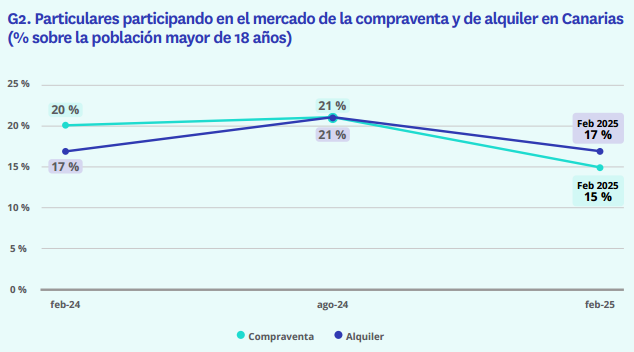 G2. Particulares participando en el mercado de la compraventa y de alquiler en Canarias
(% sobre la población mayor de 18 años)
25 %
20 %
15 %
10 %
5 %
0 %
20 %
17 %
21 %
21 %
Feb 2025
17 %
Feb 2025
15 %
feb-24
ago-24
feb-25
Compraventa
Alquiler